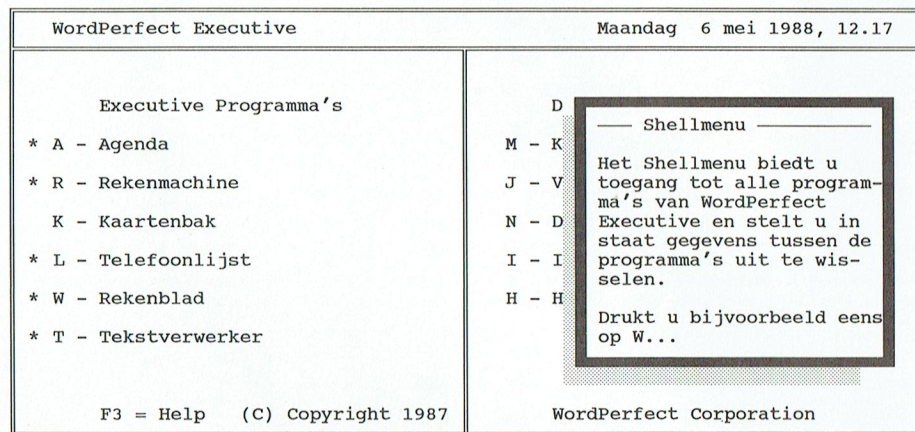 WordPerfect Executive
Maandag 6 mei 1988, 12.17
Executive Programma's
* A - Agenda
* R - Rekenmachine
K - Kaartenbak
* L - Telefoonlijst
* W - Rekenblad
* T - Tekstverwerker
F3 = Help (C) Copyright 1987
D
M - K
J - V
N - D
I - I
H - H
Shellmenu
Het Shellmenu biedt u
toegang tot alle program-
ma's van WordPerfect
Executive en stelt u in
staat gegevens tussen de
programma's uit te wis-
selen.
Drukt u bijvoorbeeld eens
op W...
WordPerfect Corporation